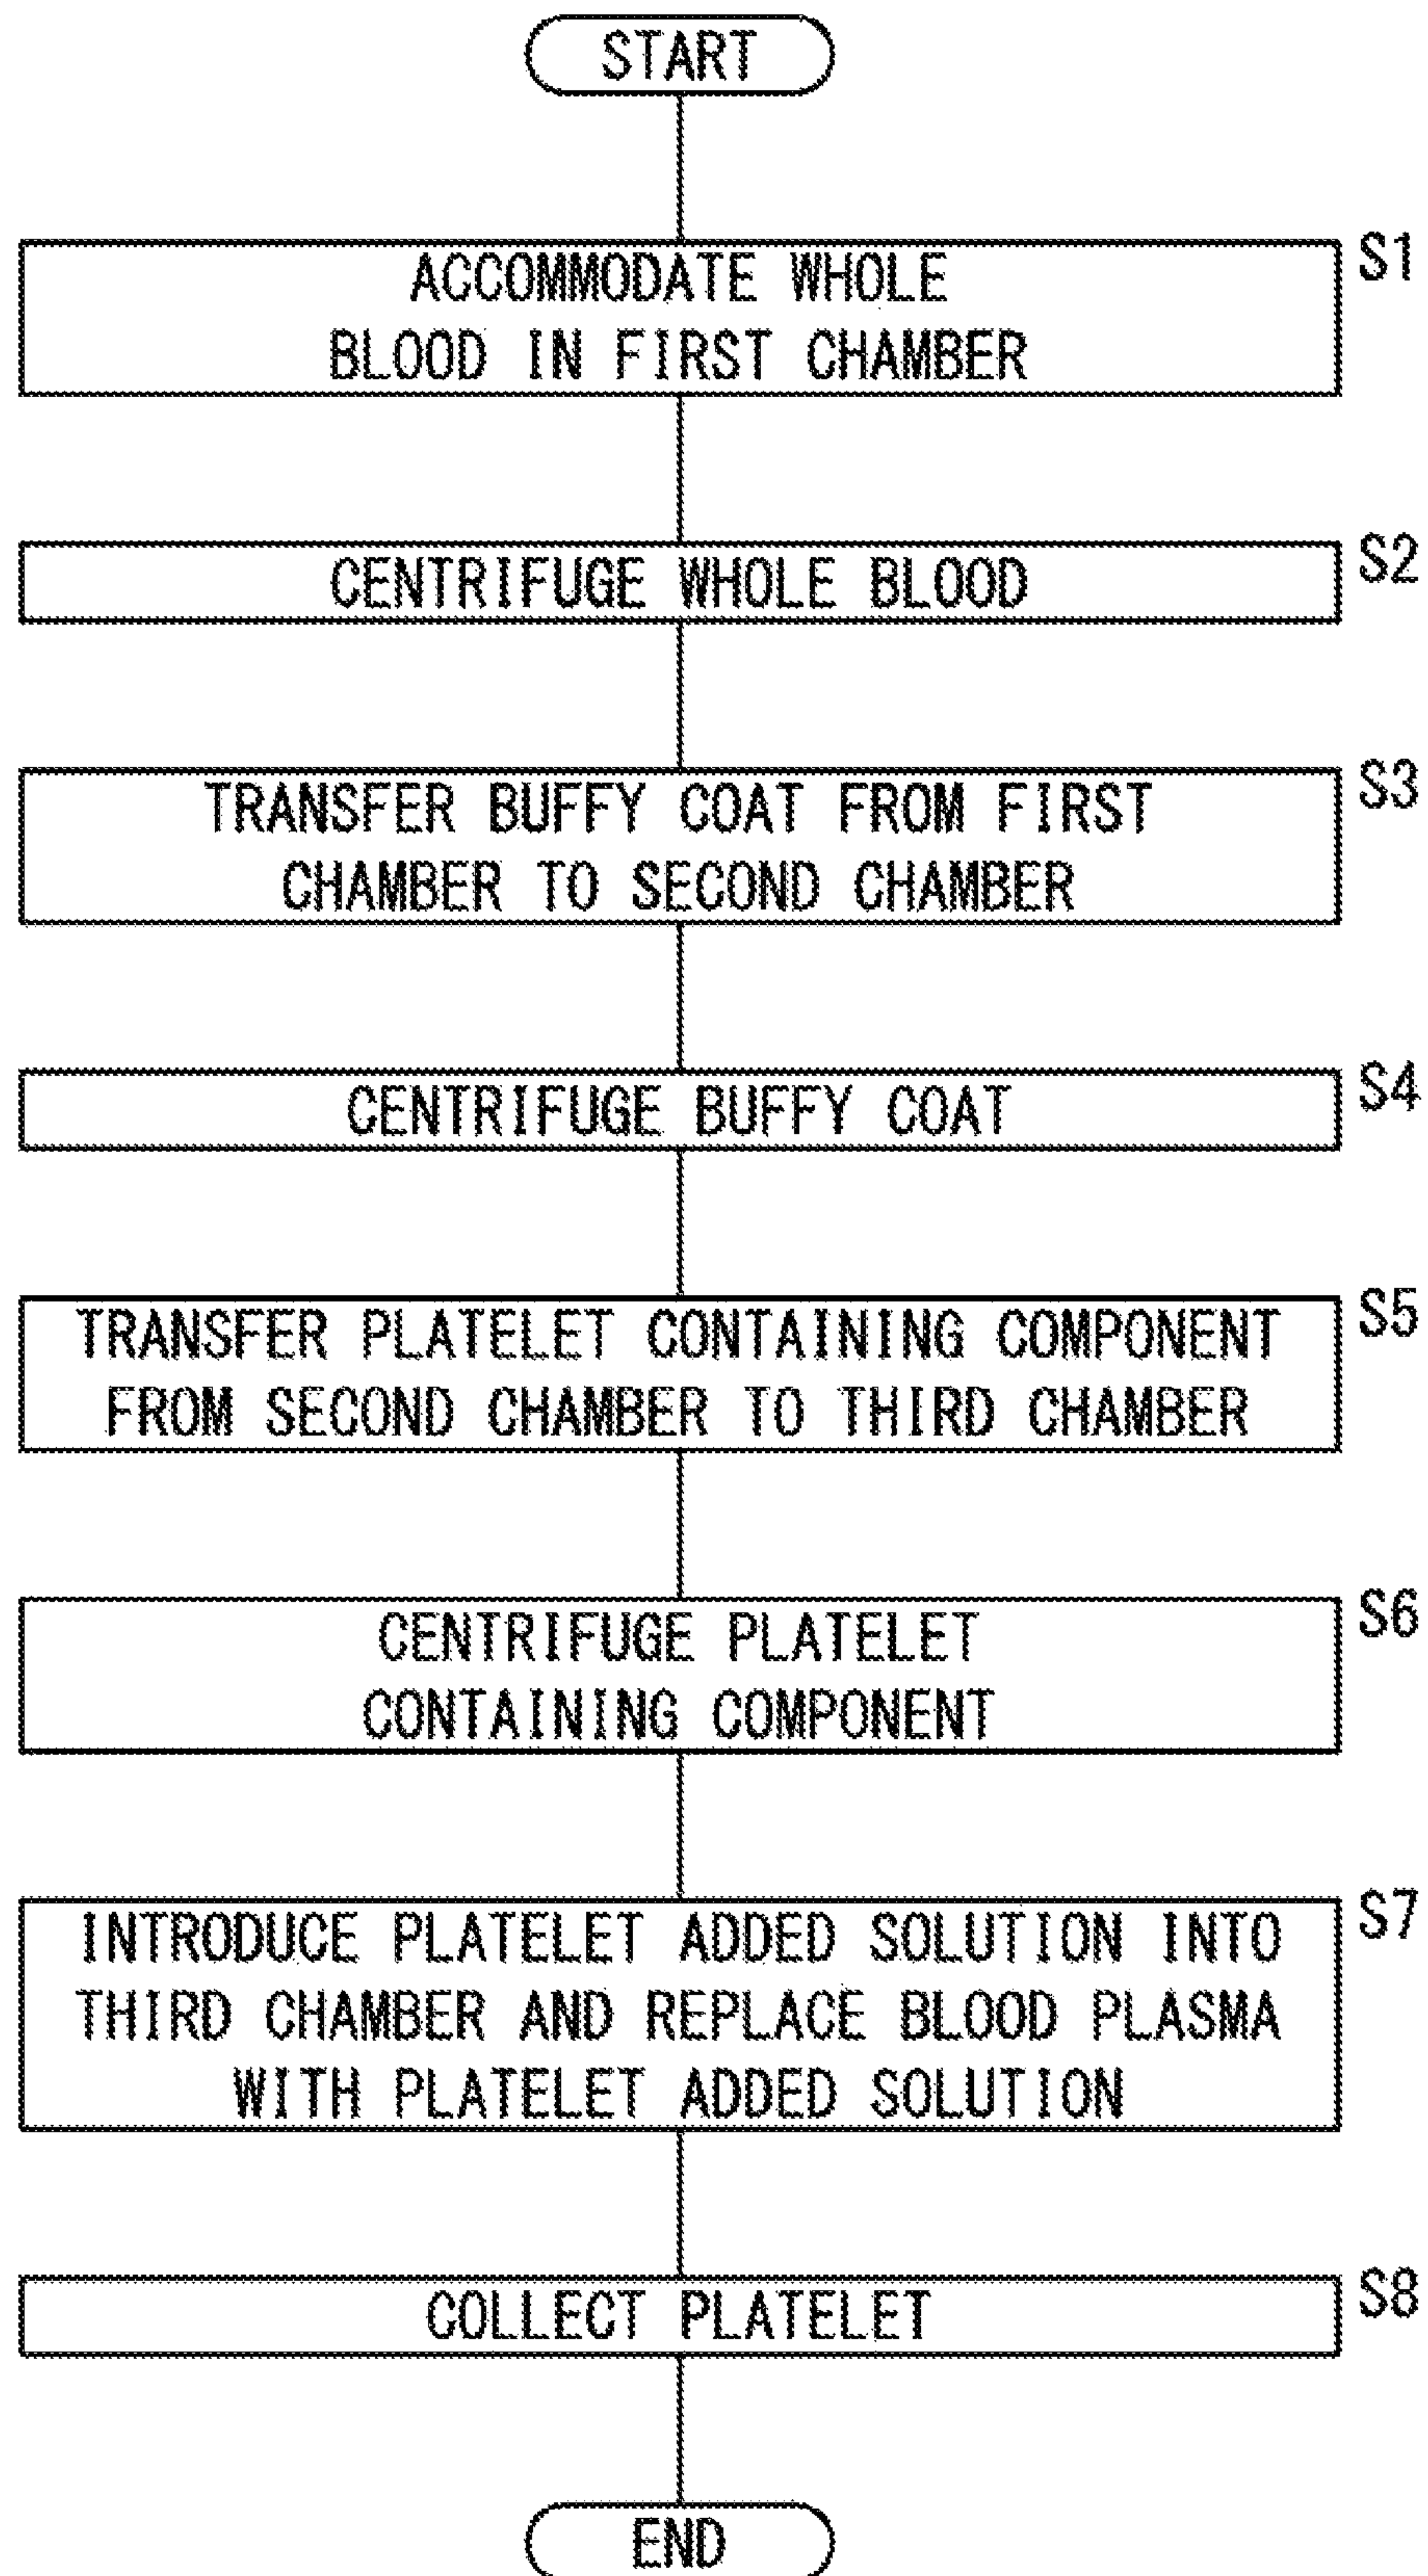 START
S1
ACCOMMODATE WHOLE
BLOOD IN FIRST CHAMBER
S2
CENTRIFUGE WHOLE BLOOD
S3
TRANSFER BUFFY COAT FROM FIRST
CHAMBER TO SECOND CHAMBER
S4
CENTRIFUGE BUFFY COAT
S5
TRANSFER PLATELET CONTAINING COMPONENT
FROM SECOND CHAMBER TO THIRD CHAMBER
S6
CENTRIFUGE PLATELET
CONTAINING COMPONENT
S7
INTRODUCE PLATELET ADDED SOLUTION INTO
THIRD CHAMBER AND REPLACE BLOOD PLASMA
WITH PLATELET ADDED SOLUTION
S8
COLLECT PLATELET
END